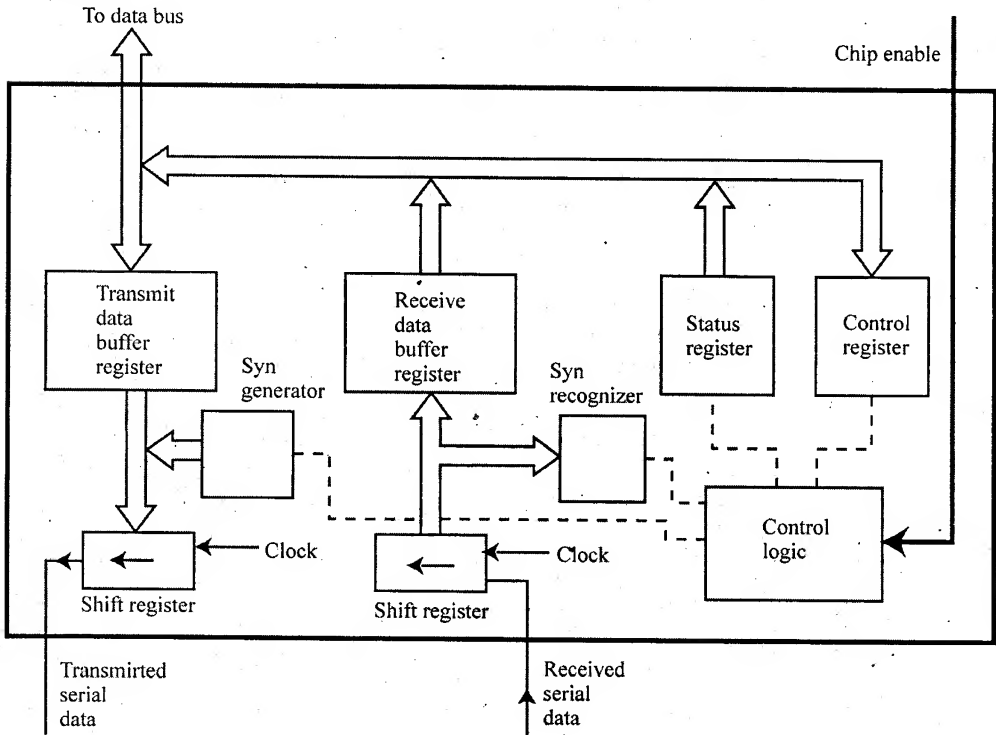 To data bus
Chip enable
Transmit
data
buffer
register
Receive
data
buffer
register
Status
register
Control
register
Syn
generator
Syn
recognizer
Control
logic
Clock
Clock
Shift register
Shift register
Transmirted
serial
data
Received
serial
data